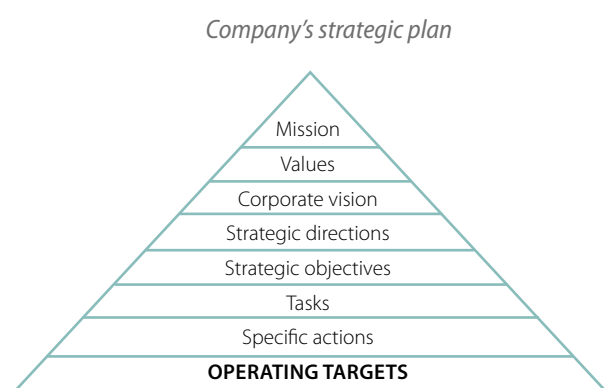 Company's strategic plan
Mission
Values
Corporate vision
Strategic directions
Strategic objectives
Tasks
Specific actions
OPERATING TARGETS